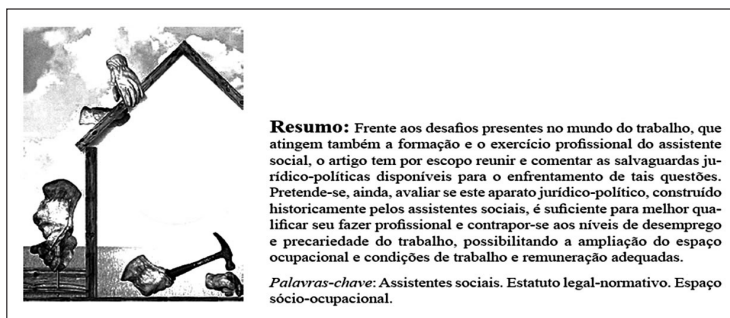 Resumo: Frente aos desafios presentes no mundo do trabalho, que
atingem também a formação e o exercício profissional do assistente
social, o artigo tem por escopo reunir e comentar as salvaguardas ju-
rídico-políticas disponíveis para o enfrentamento de tais questões.
Pretende-se, ainda, avaliar se este aparato jurídico-político, construído
historicamente pelos assistentes sociais, é suficiente para melhor qua-
lificar seu fazer profissional e contrapor-se aos níveis de desemprego
e precariedade do trabalho, possibilitando a ampliação do espaço
ocupacional e condições de trabalho e remuneração adequadas.
Palavras-chave: Assistentes sociais. Estatuto legal-normativo. Espaço
sócio-ocupacional.